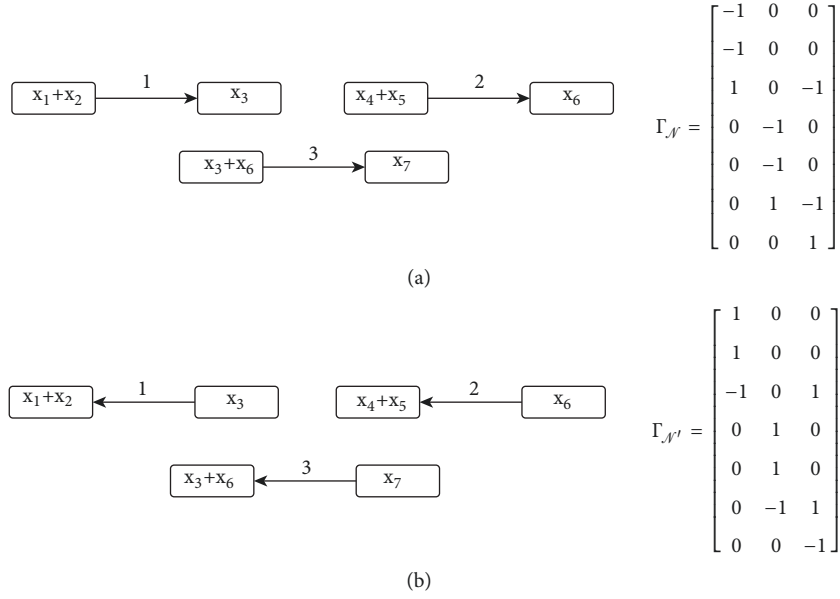 1 2
x₁+x₂ x₃ x₄+x₅ x₆
3
x₃+x₆ x₇
Γ𝒩 =
−1 0 0
−1 0 0
1 0 −1
0 −1 0
0 −1 0
0 1 −1
0 0 1
(a)
1 2
x₁+x₂ x₃ x₄+x₅ x₆
3
x₃+x₆ x₇
Γ𝒩′ =
1 0 0
1 0 0
−1 0 1
0 1 0
0 1 0
0 −1 1
0 0 −1
(b)